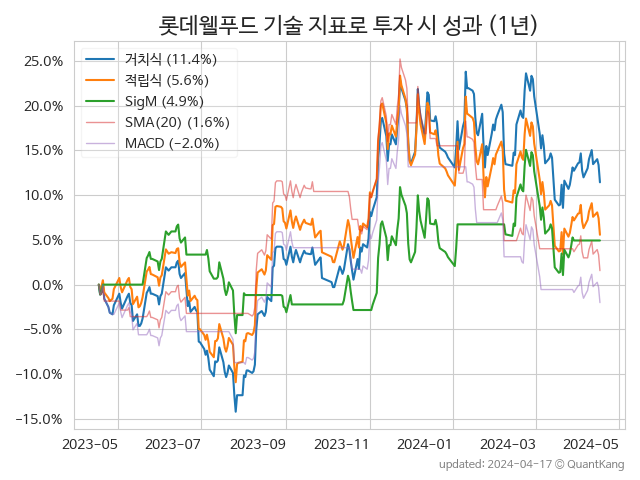 롯데웰푸드 기술 지표로 투자 시 성과 (1년)
거치식 (11.4%)
적립식 (5.6%)
SigM (4.9%)
SMA(20) (1.6%)
MACD (−2.0%)
25.0%
20.0%
15.0%
10.0%
5.0%
0.0%
−5.0%
−10.0%
−15.0%
2023-05 2023-07 2023-09 2023-11 2024-01 2024-03 2024-05
updated: 2024-04-17 © QuantKang